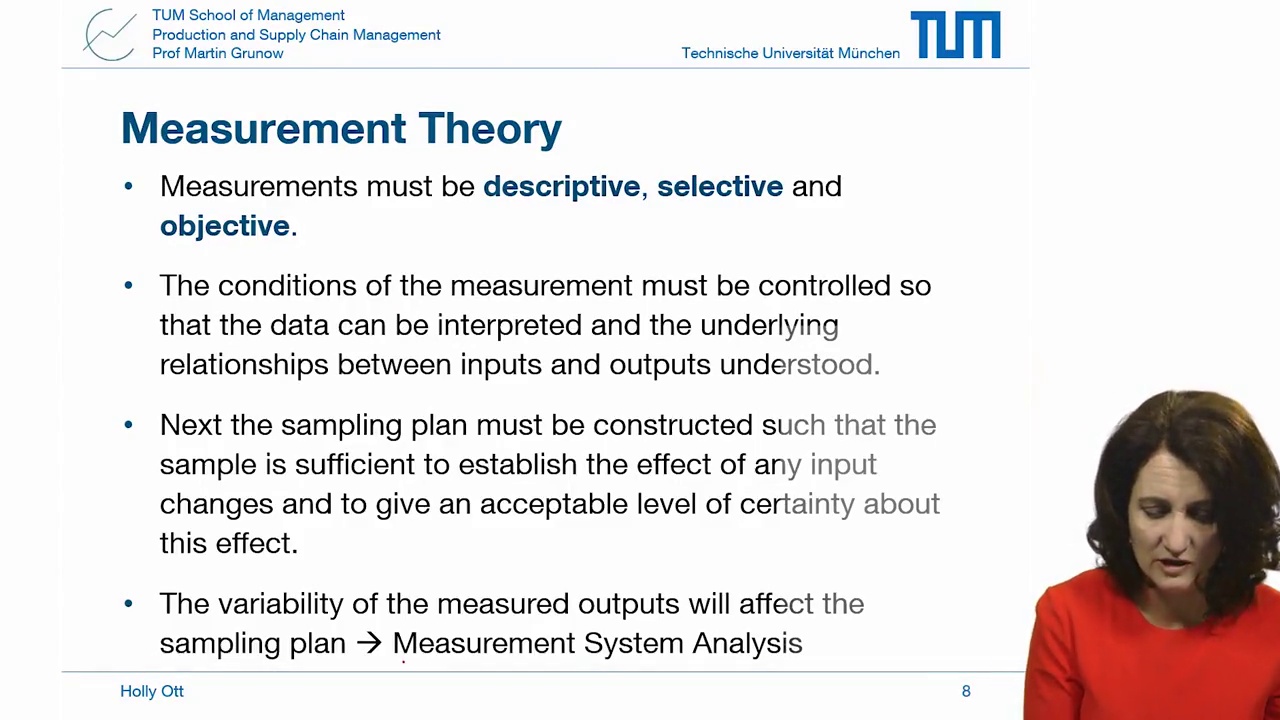 TUM School of Management
Production and Supply Chain Management
Prof Martin Grunow
Technische Universität München
TUM
Measurement Theory
• Measurements must be descriptive, selective and
objective.
• The conditions of the measurement must be controlled so
that the data can be interpreted and the underlying
relationships between inputs and outputs understood.
• Next the sampling plan must be constructed such that the
sample is sufficient to establish the effect of any input
changes and to give an acceptable level of certainty about
this effect.
• The variability of the measured outputs will affect the
sampling plan → Measurement System Analysis
Holly Ott
8